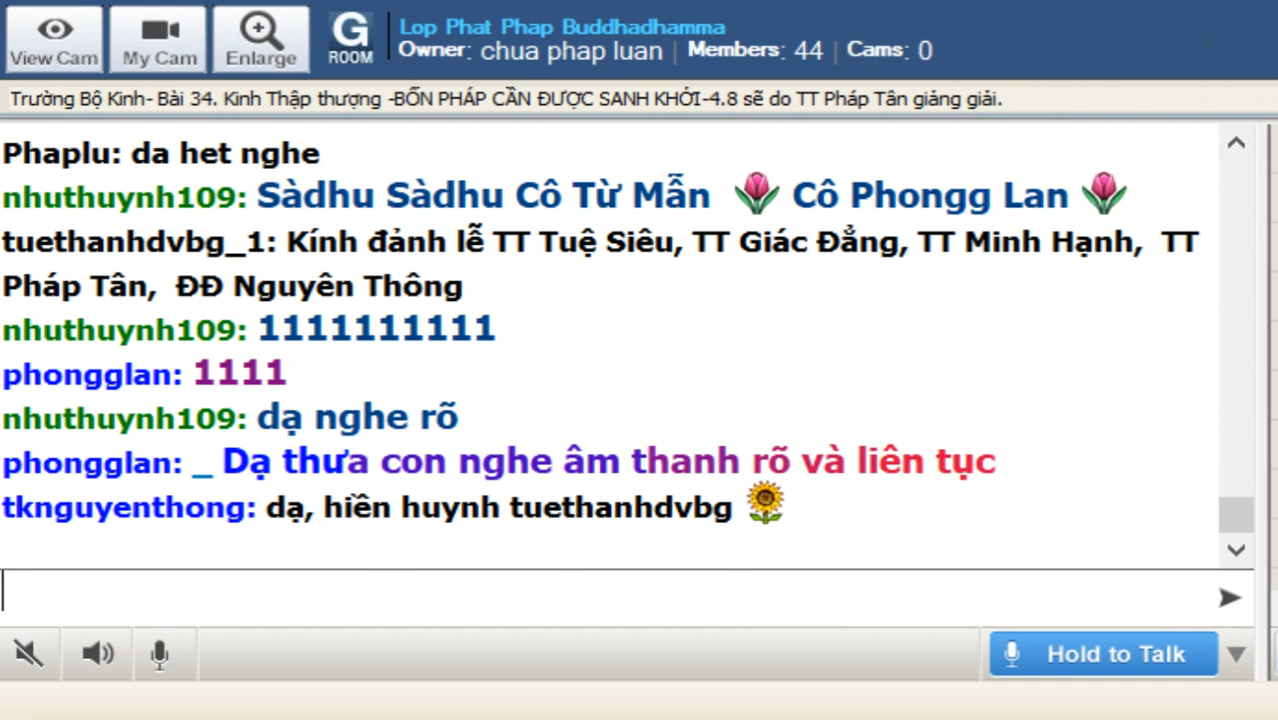 View Cam
My Cam
Enlarge
G
ROOM
Lop Phat Phap Buddhadhamma
Owner: chua phap luan | Members: 44 | Cams: 0
Trường Bộ Kinh- Bài 34. Kinh Thập thượng -BỐN PHÁP CẦN ĐƯỢC SANH KHỞI-4.8 sẽ do TT Pháp Tân giảng giải.
Phaplu: da het nghe
nhuthuynh109: Sàdhu Sàdhu Cô Từ Mẫn Cô Phongg Lan
tuethanhdvbg_1: Kính đảnh lễ TT Tuệ Siêu, TT Giác Đẳng, TT Minh Hạnh, TT
Pháp Tân, ĐĐ Nguyên Thông
nhuthuynh109: 1111111111
phongglan: 1111
nhuthuynh109: dạ nghe rõ
phongglan: _ Dạ thưa con nghe âm thanh rõ và liên tục
tknguyenthong: dạ, hiền huynh tuethanhdvbg
Hold to Talk